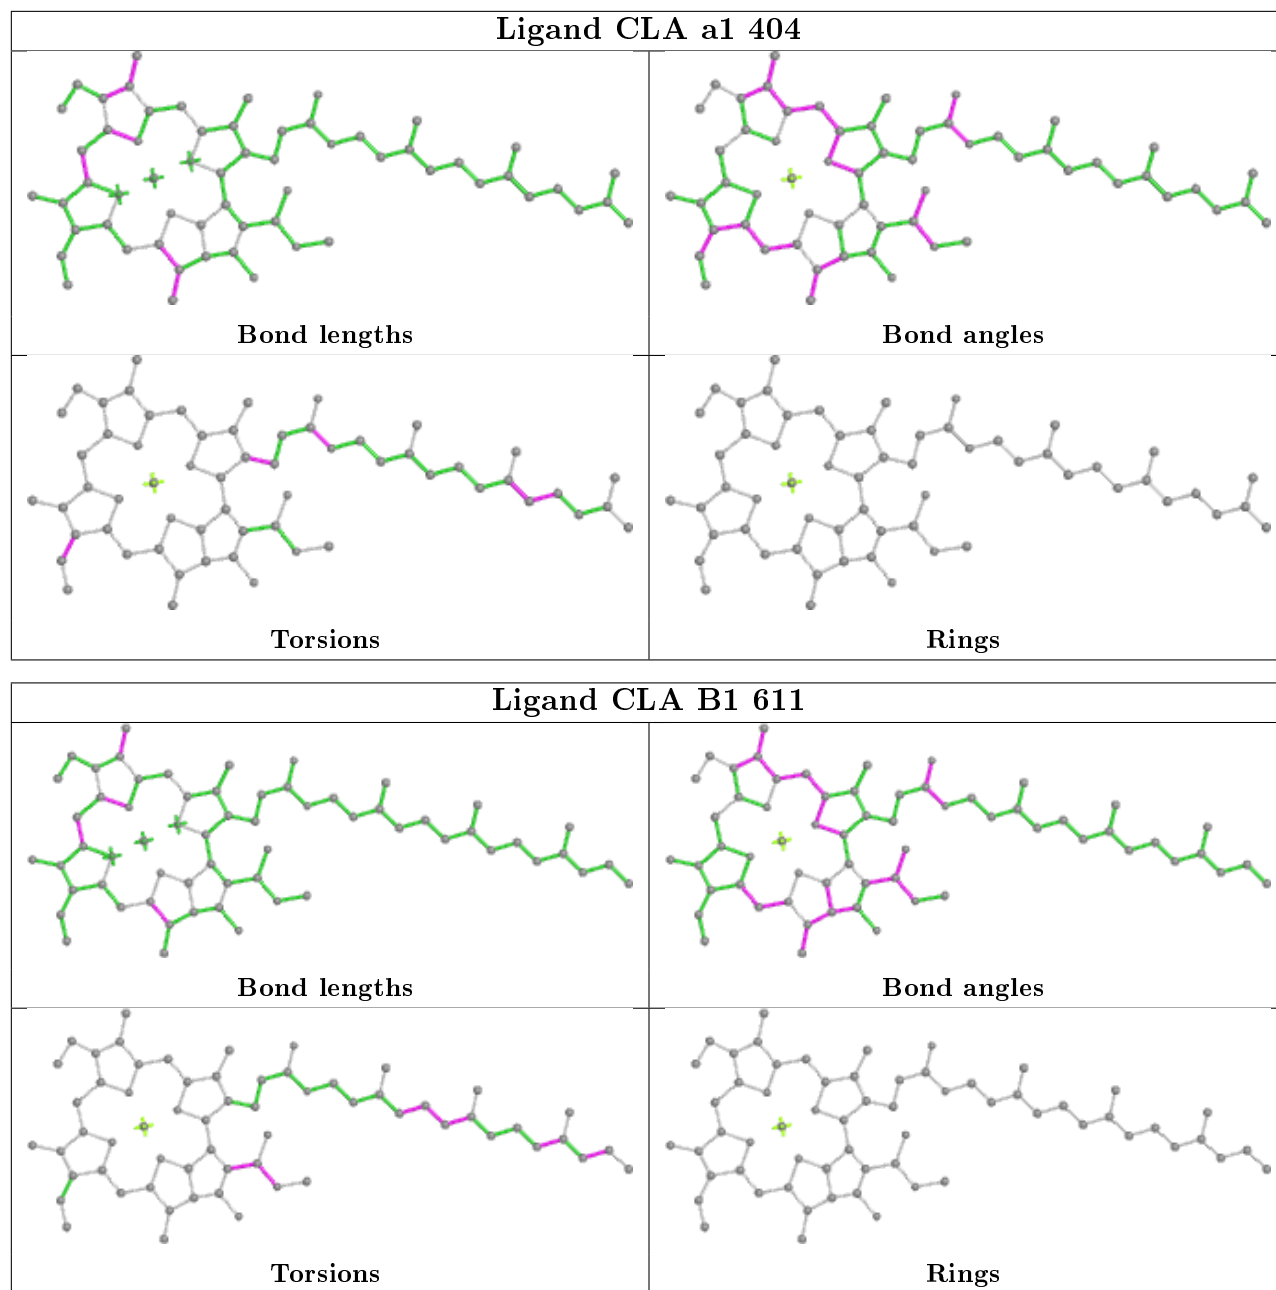 Ligand CLA a1 404
Bond lengths
Bond angles
Torsions
Rings
Ligand CLA B1 611
Bond lengths
Bond angles
Torsions
Rings